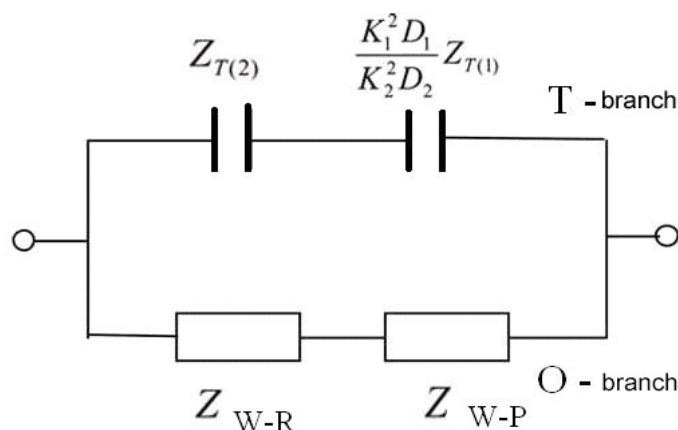 Z_{T(2)}
\frac{K_1^2 D_1}{K_2^2 D_2} Z_{T(1)}
T - branch
O - branch
Z_{W-R}
Z_{W-P}